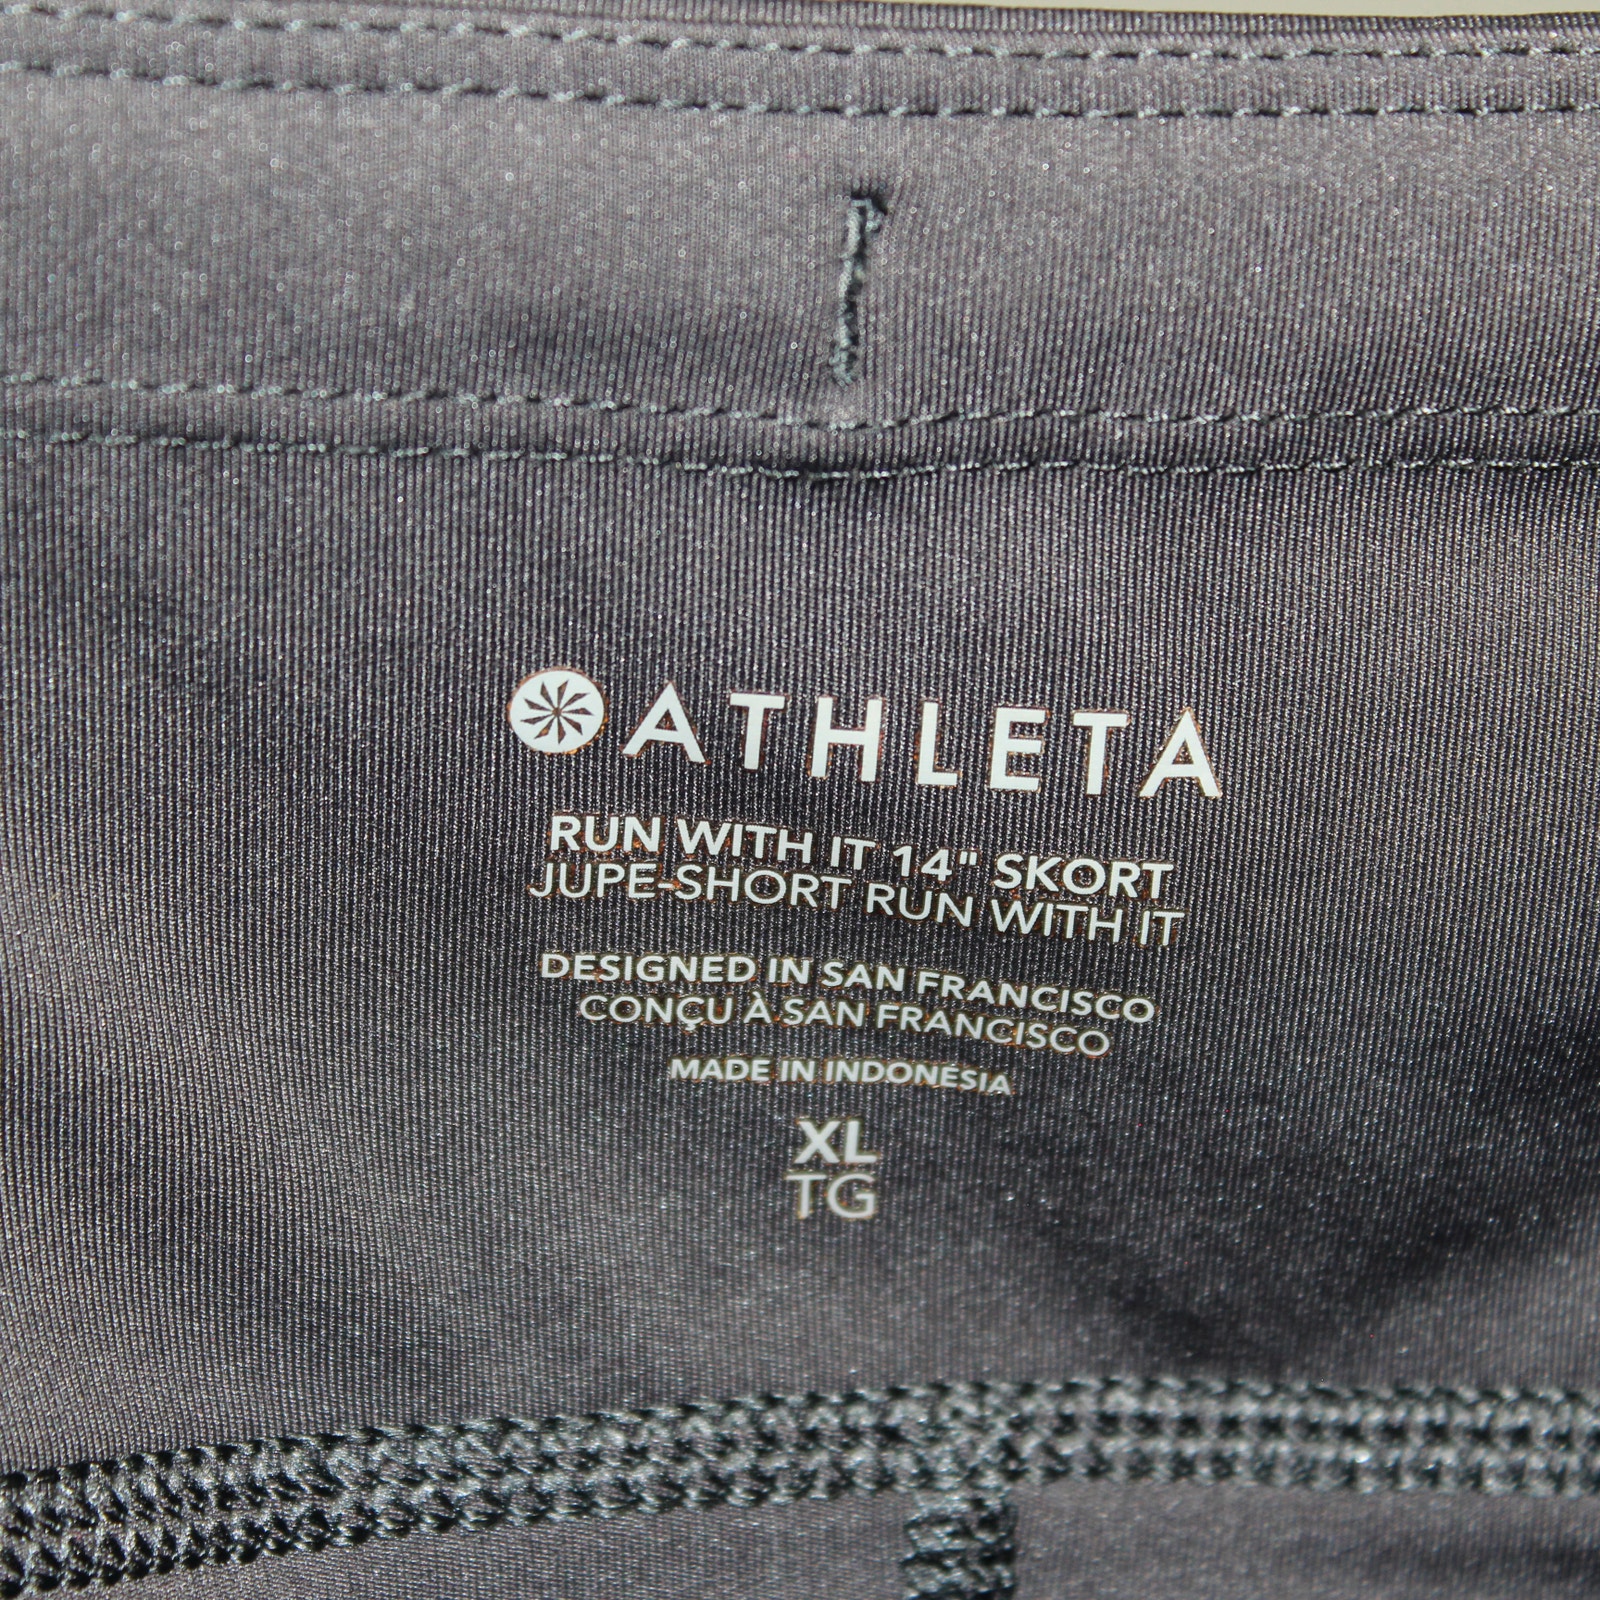 ATHLETA
RUN WITH IT 14" SKORT
JUPE-SHORT RUN WITH IT
DESIGNED IN SAN FRANCISCO
CONÇU À SAN FRANCISCO
MADE IN INDONÉSIA
XL
TG